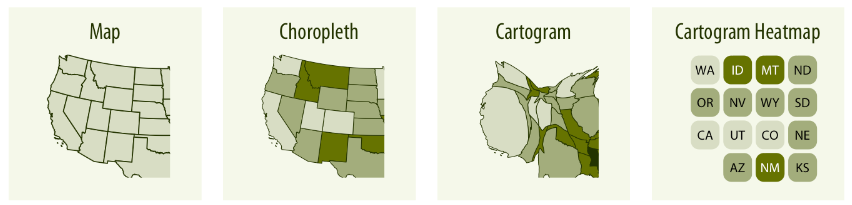 Map
Choropleth
Cartogram
Cartogram Heatmap
WA ID MT ND
OR NV WY SD
CA UT CO NE
AZ NM KS